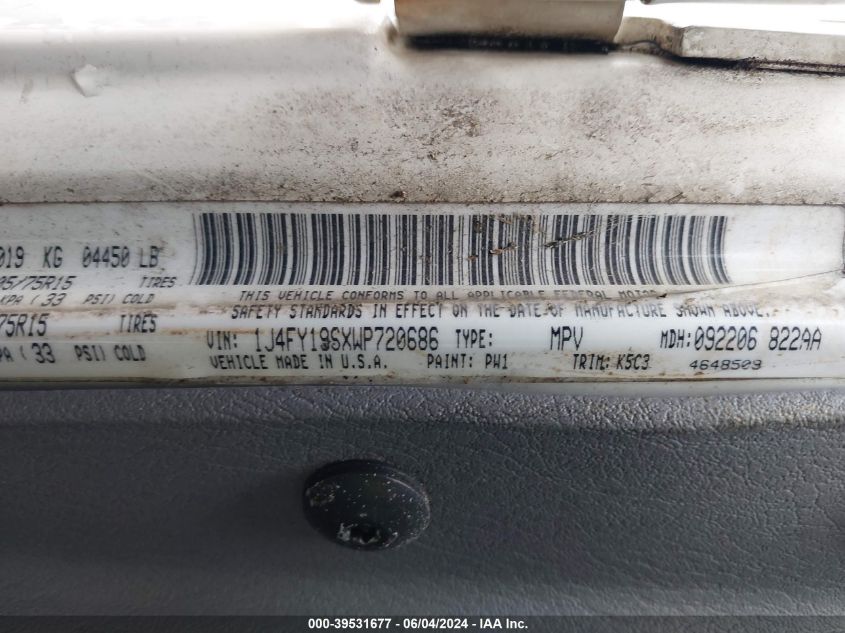 019 KG 04450 LB
05/75R15 TIRES
KPA ( 33 PSI) COLD
75R15 TIRES
PA ( 33 PSI) COLD
THIS VEHICLE CONFORMS TO ALL APPLICABLE FEDERAL MOTOR
SAFETY STANDARDS IN EFFECT ON THE DATE OF MANUFACTURE SHOWN ABOVE.
VIN: 1J4FY19SXWP720686 TYPE: MPV MDH: 092206 822AA
VEHICLE MADE IN U.S.A. PAINT: PW1 TRIM: K5C3 4648509
000-39531677 - 06/04/2024 - IAA Inc.